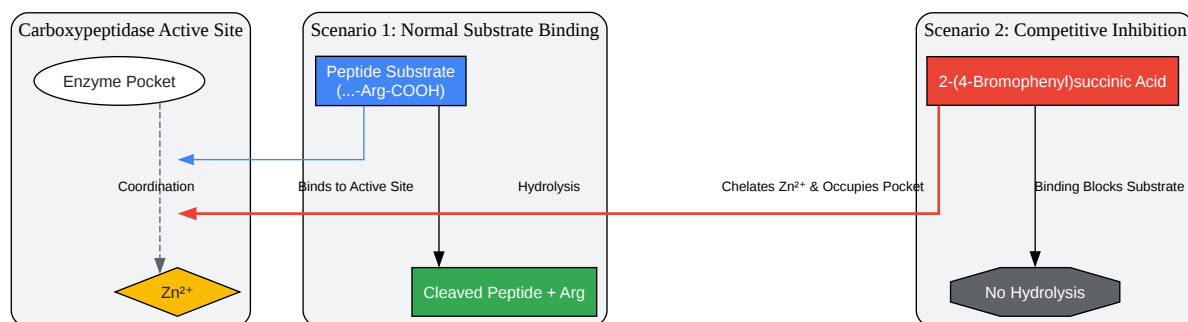 Carboxypeptidase Active Site
Enzyme Pocket
Coordination
Zn²⁺
Scenario 1: Normal Substrate Binding
Peptide Substrate
(...-Arg-COOH)
Binds to Active Site
Hydrolysis
Cleaved Peptide + Arg
Chelates Zn²⁺ & Occupies Pocket
Scenario 2: Competitive Inhibition
2-(4-Bromophenyl)succinic Acid
Binding Blocks Substrate
No Hydrolysis